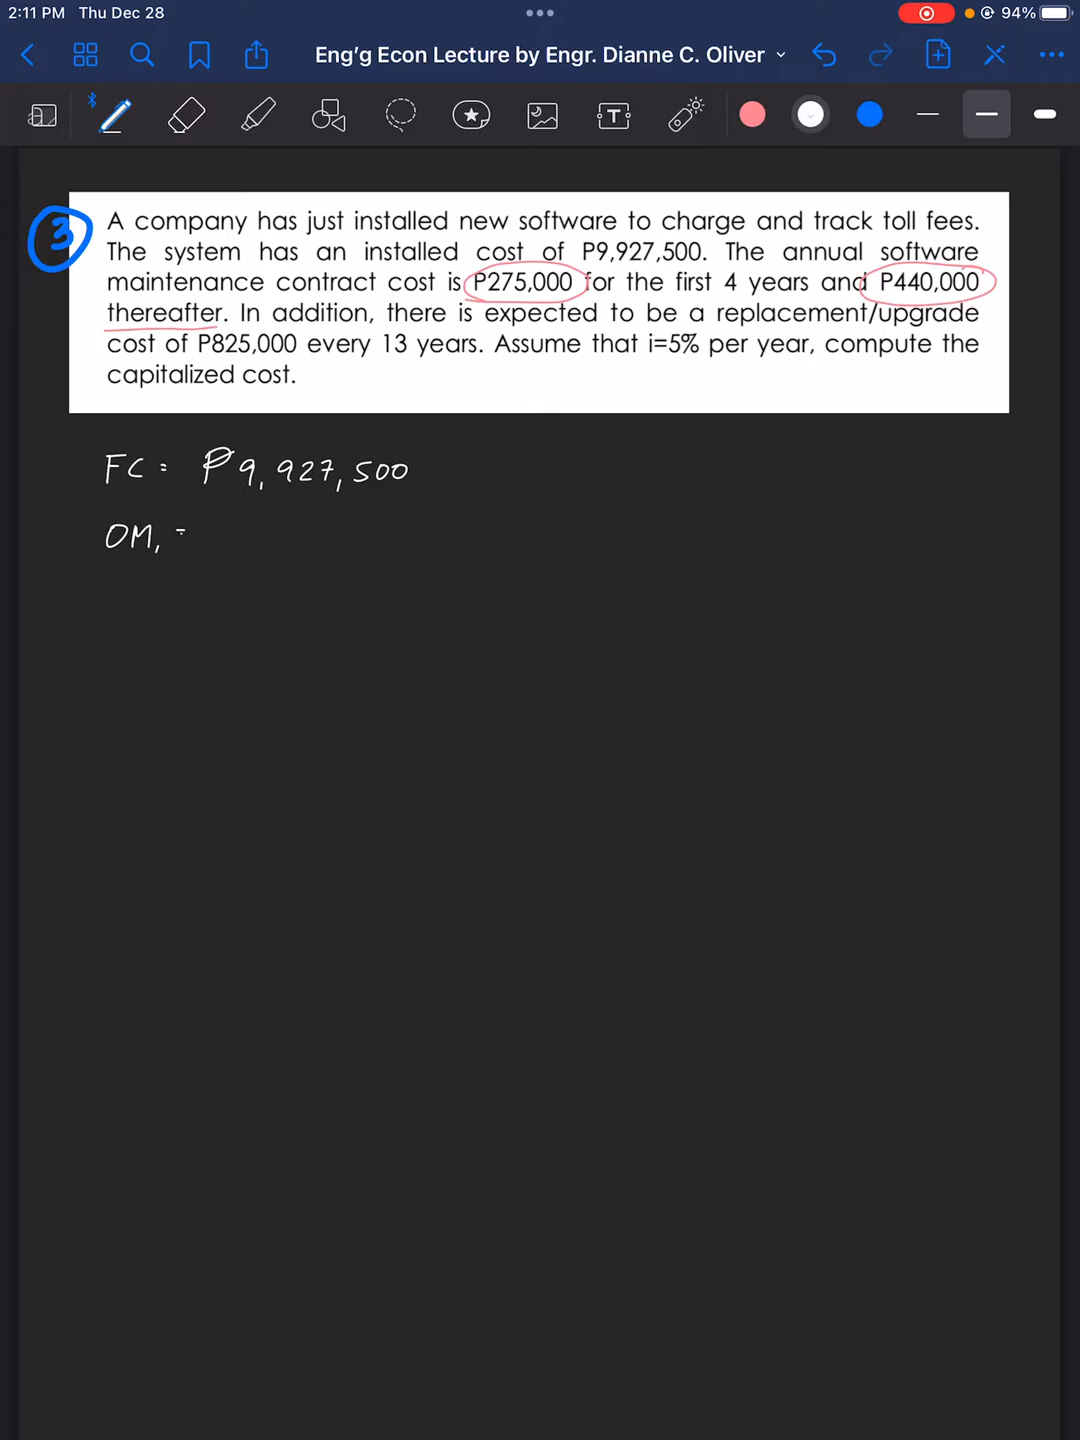 2:11 PM Thu Dec 28
94%
Eng'g Econ Lecture by Engr. Dianne C. Oliver
T
3
A company has just installed new software to charge and track toll fees.
The system has an installed cost of P9,927,500. The annual software
maintenance contract cost is P275,000 for the first 4 years and P440,000
thereafter. In addition, there is expected to be a replacement/upgrade
cost of P825,000 every 13 years. Assume that i=5% per year, compute the
capitalized cost.
FC = ₱9,927,500
OM, =